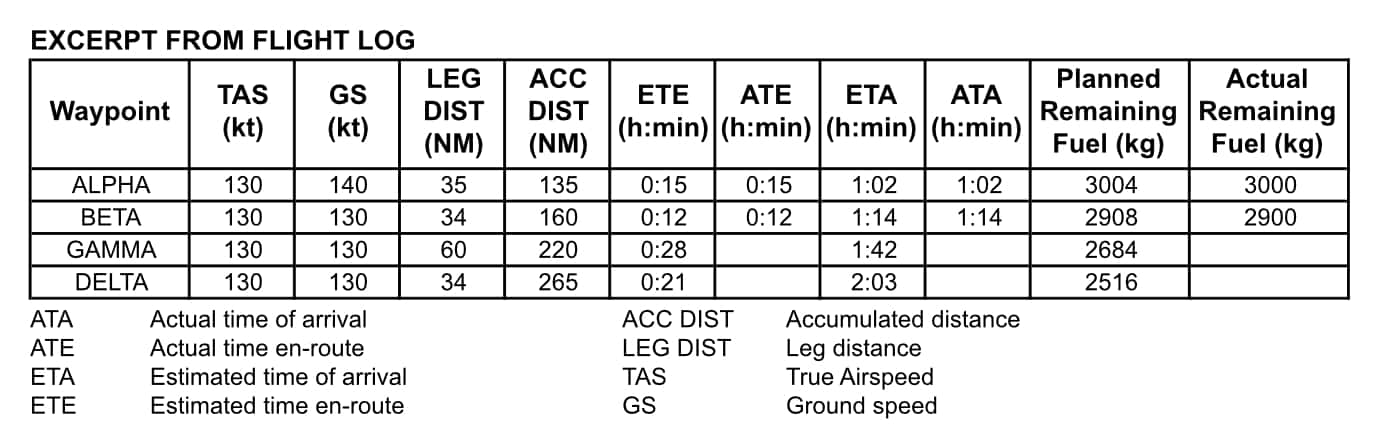 EXCERPT FROM FLIGHT LOG
Waypoint TAS (kt) GS (kt) LEG DIST (NM) ACC DIST (NM) ETE (h:min) ATE (h:min) ETA (h:min) ATA (h:min) Planned Remaining Fuel (kg) Actual Remaining Fuel (kg)
ALPHA 130 140 35 135 0:15 0:15 1:02 1:02 3004 3000
BETA 130 130 34 160 0:12 0:12 1:14 1:14 2908 2900
GAMMA 130 130 60 220 0:28 1:42 2684
DELTA 130 130 34 265 0:21 2:03 2516
ATA Actual time of arrival ACC DIST Accumulated distance
ATE Actual time en-route LEG DIST Leg distance
ETA Estimated time of arrival TAS True Airspeed
ETE Estimated time en-route GS Ground speed